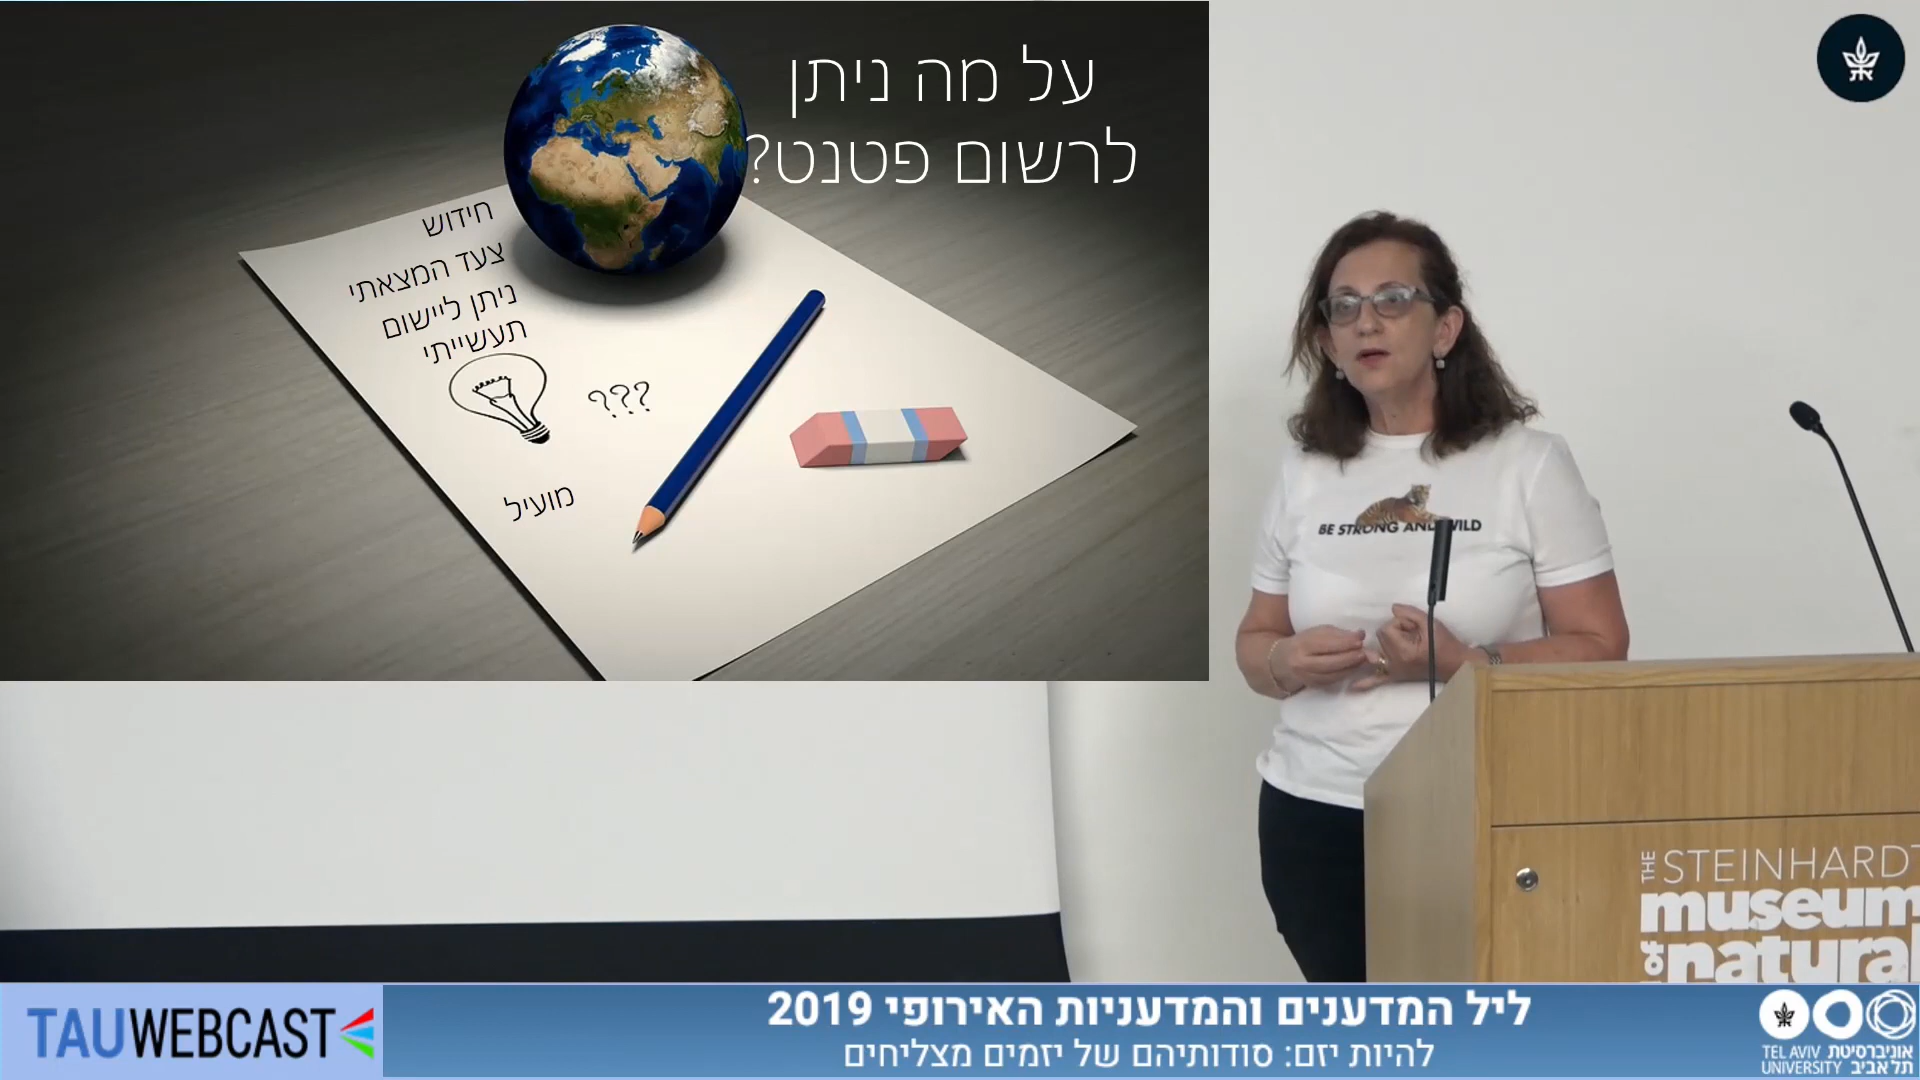 על מה ניתן
לרשום פטנט?
חידוש
צעד המצאתי
ניתן ליישום
תעשייתי
???
מועיל
BE STRONG AND WILD
THE STEINHARDT
museum
of natural
TAUWEBCAST
ליל המדענים והמדעניות האירופי 2019
להיות יזם: סודותיהם של יזמים מצליחים
TEL AVIV אוניברסיטת
UNIVERSITY תל אביב